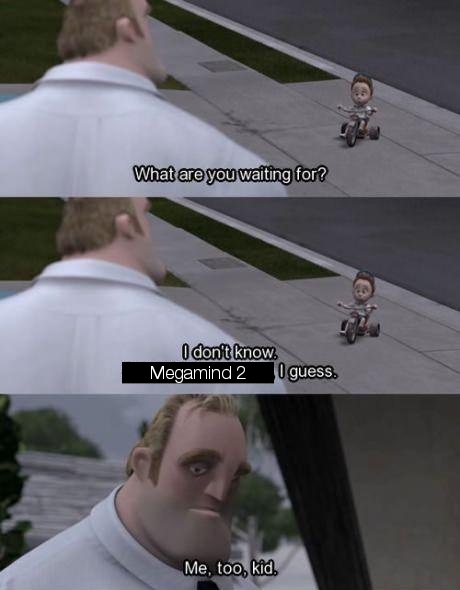 What are you waiting for?
I don't know.
Megamind 2, I guess.
Me, too, kid.